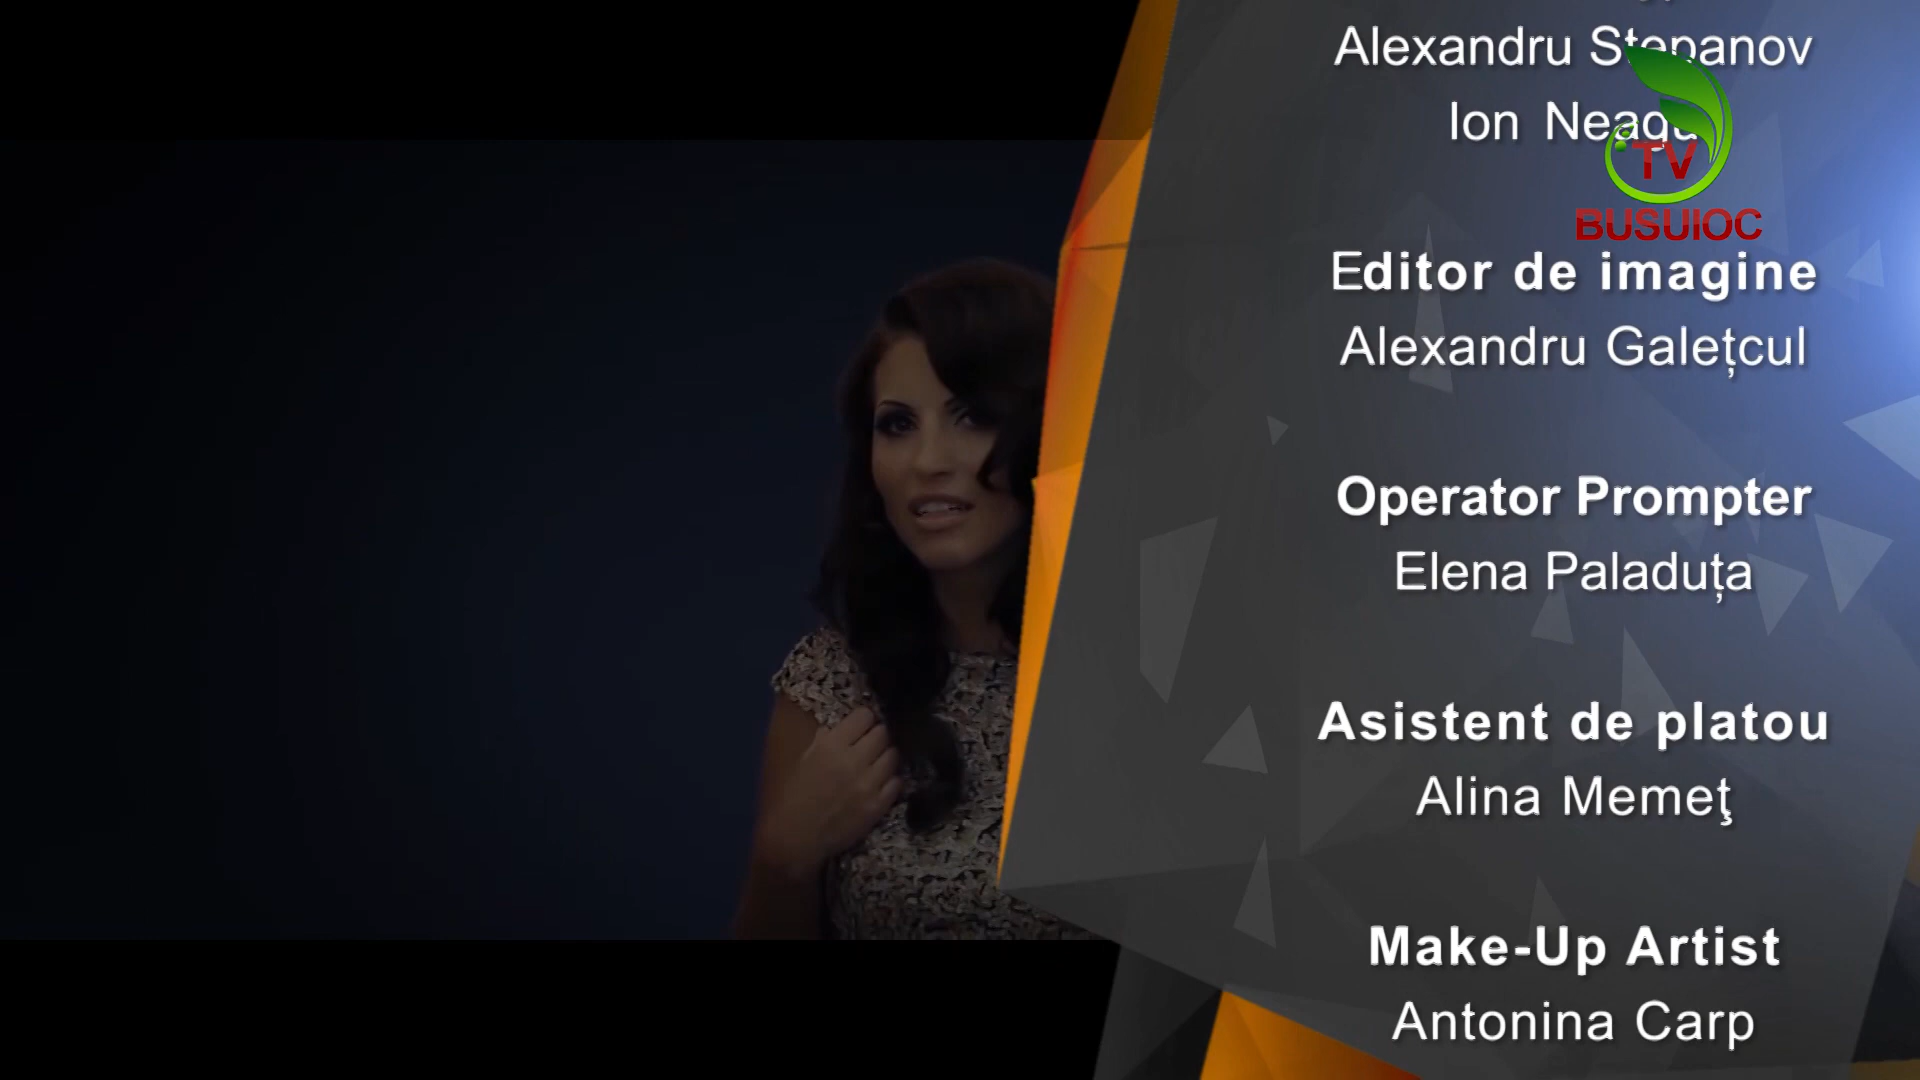 Alexandru Stepanov
Ion Neagu
TV
BUSUIOC
Editor de imagine
Alexandru Galețcul
Operator Prompter
Elena Paladuța
Asistent de platou
Alina Memeţ
Make-Up Artist
Antonina Carp